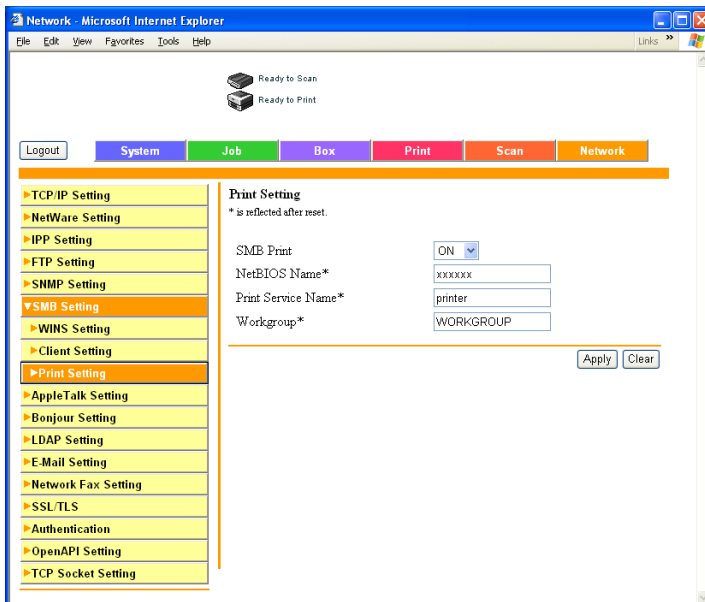 Network - Microsoft Internet Explorer
File Edit View Favorites Tools Help Links »
Ready to Scan
Ready to Print
Logout System Job Box Print Scan Network
TCP/IP Setting
NetWare Setting
IPP Setting
FTP Setting
SNMP Setting
SMB Setting
WINS Setting
Client Setting
Print Setting
AppleTalk Setting
Bonjour Setting
LDAP Setting
E-Mail Setting
Network Fax Setting
SSL/TLS
Authentication
OpenAPI Setting
TCP Socket Setting
Print Setting
* is reflected after reset.
SMB Print ON
NetBIOS Name* xxxxxx
Print Service Name* printer
Workgroup* WORKGROUP
Apply Clear